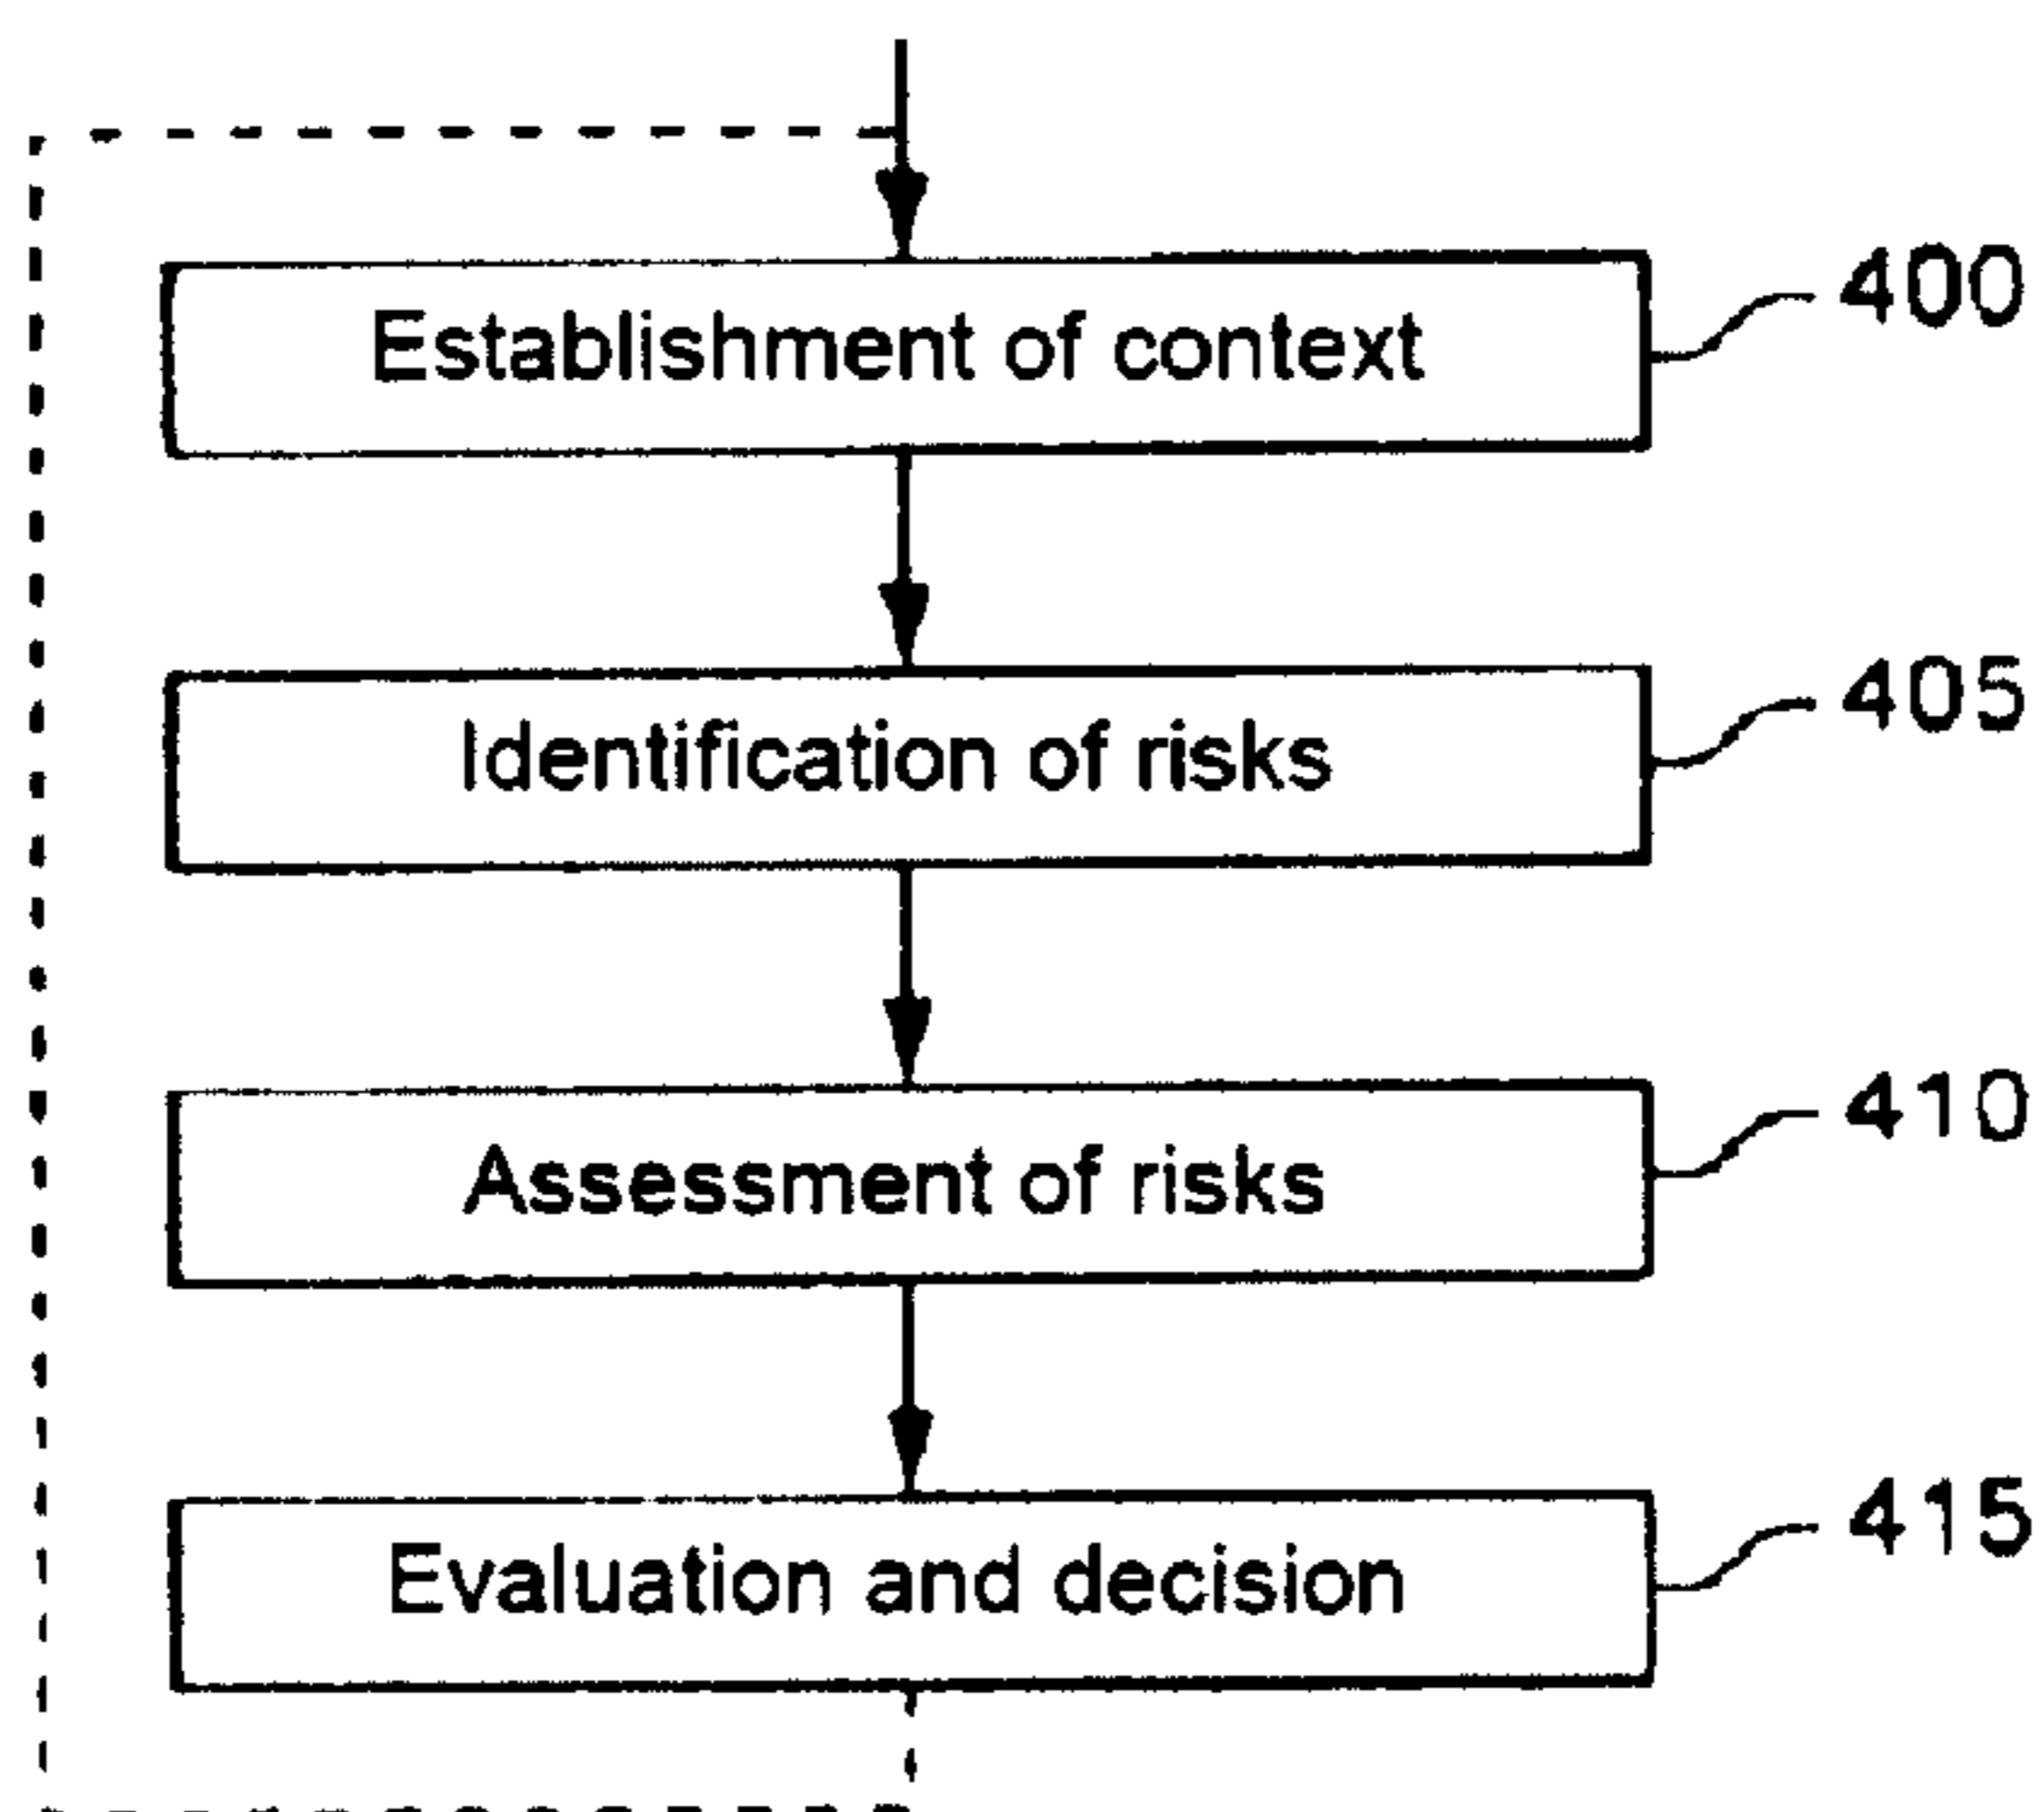 Establishment of context
400
Identification of risks
405
Assessment of risks
410
Evaluation and decision
415